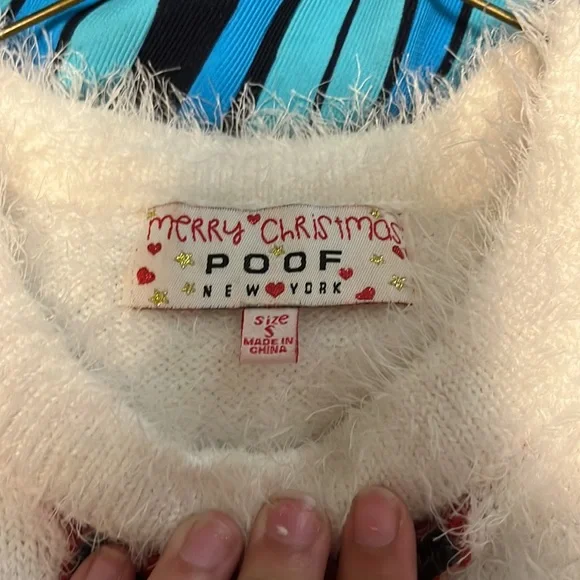 merry christmas
POOF
NEW YORK
size
S
MADE IN
CHINA